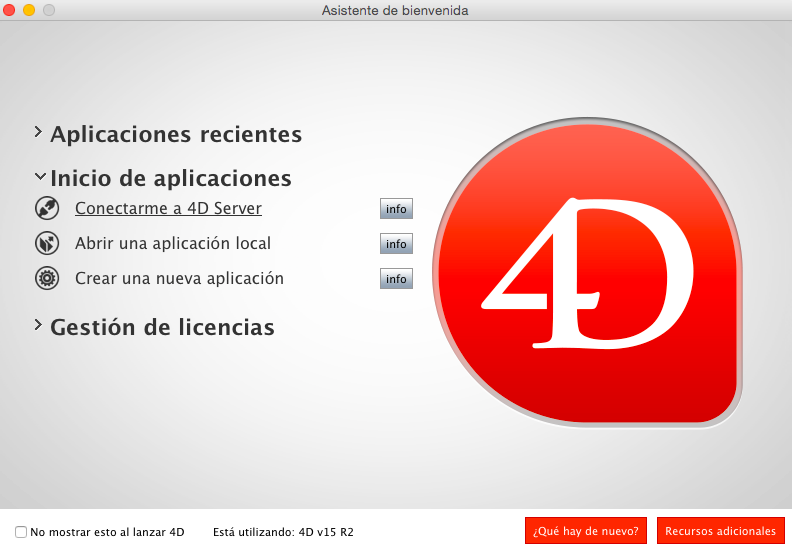 Asistente de bienvenida
Aplicaciones recientes
Inicio de aplicaciones
Conectarme a 4D Server info
Abrir una aplicación local info
Crear una nueva aplicación info
Gestión de licencias
4D
No mostrar esto al lanzar 4D Está utilizando: 4D v15 R2 ¿Qué hay de nuevo? Recursos adicionales